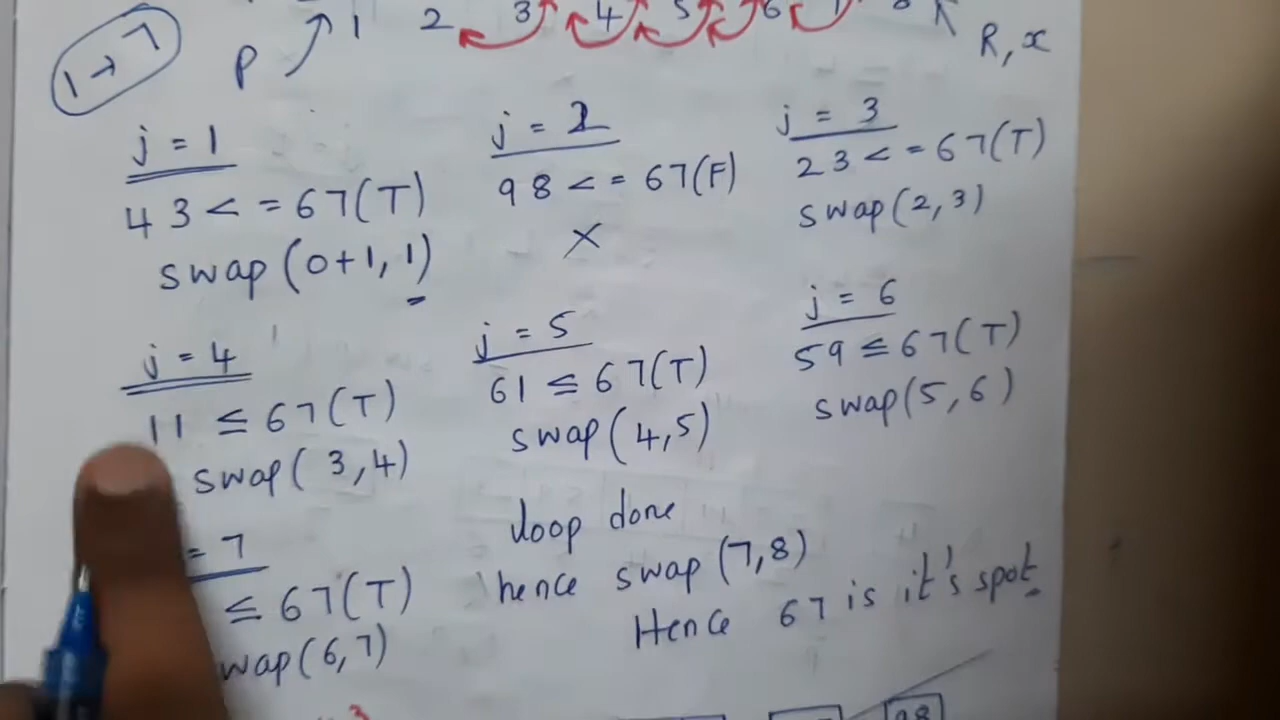 1 → 7
P 1 2 3 4 5 6
R, x
j = 1
43 < = 67(T)
swap (0+1, 1)
j = 2
98 < = 67(F)
X
j = 3
23 < = 67(T)
swap(2, 3)
j = 4
11 ≤ 67(T)
swap( 3, 4)
j = 5
61 ≤ 67(T)
swap( 4, 5)
j = 6
59 ≤ 67(T)
swap(5, 6)
= 7
≤ 67(T)
wap(6, 7)
loop done
hence swap (7, 8)
Hence 67 is it's spot.
3
98